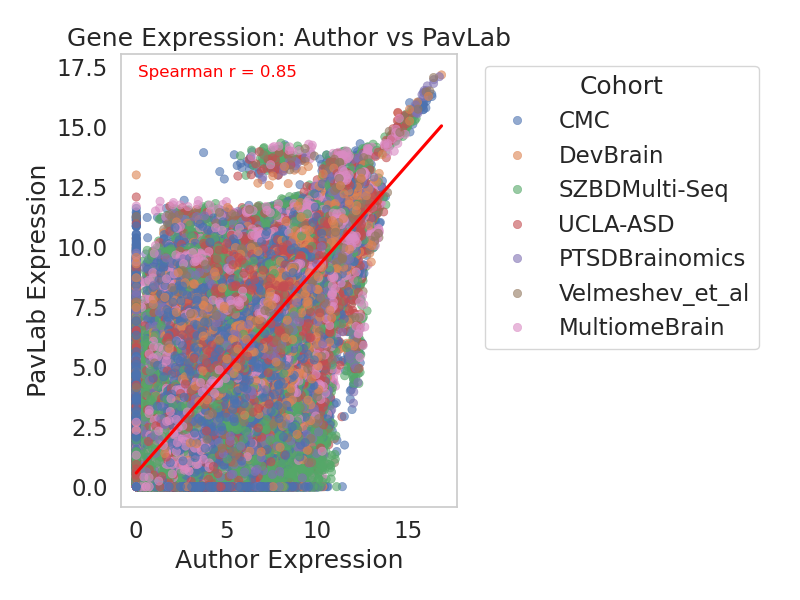 Gene Expression: Author vs PavLab
Spearman r = 0.85
17.5
15.0
12.5
10.0
7.5
5.0
2.5
0.0
PavLab Expression
0 5 10 15
Author Expression
Cohort
CMC
DevBrain
SZBDMulti-Seq
UCLA-ASD
PTSDBrainomics
Velmeshev_et_al
MultiomeBrain